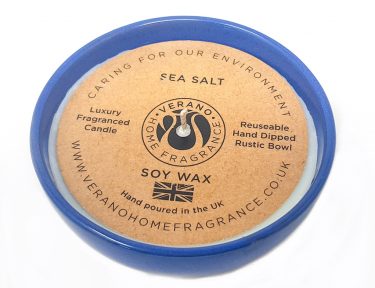 CARING FOR OUR ENVIRONMENT
SEA SALT
Luxury
Fragranced
Candle
VERANO
HOME FRAGRANCE
Reuseable
Hand Dipped
Rustic Bowl
SOY WAX
Hand poured in the UK
WWW.VERANOHOMEFRAGRANCE.CO.UK